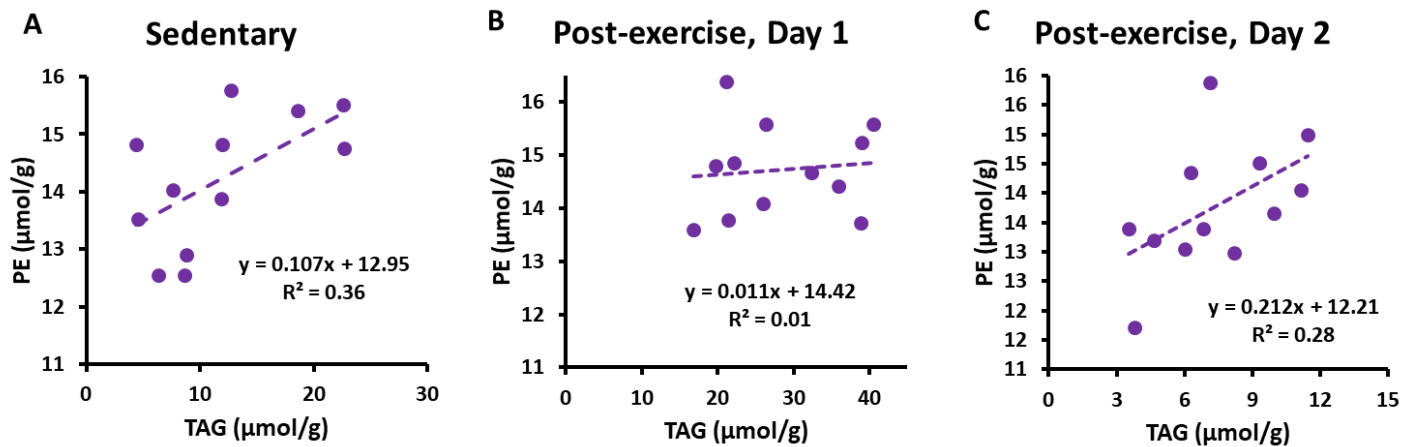 A
Sedentary
16
15
14
13
12
11
PE (µmol/g)
y = 0.107x + 12.95
R² = 0.36
0
10
20
30
TAG (µmol/g)
B
Post-exercise, Day 1
16
15
14
13
12
11
PE (µmol/g)
y = 0.011x + 14.42
R² = 0.01
0
10
20
30
40
TAG (µmol/g)
C
Post-exercise, Day 2
16
16
15
15
14
14
13
13
12
12
11
PE (µmol/g)
y = 0.212x + 12.21
R² = 0.28
0
3
6
9
12
15
TAG (µmol/g)